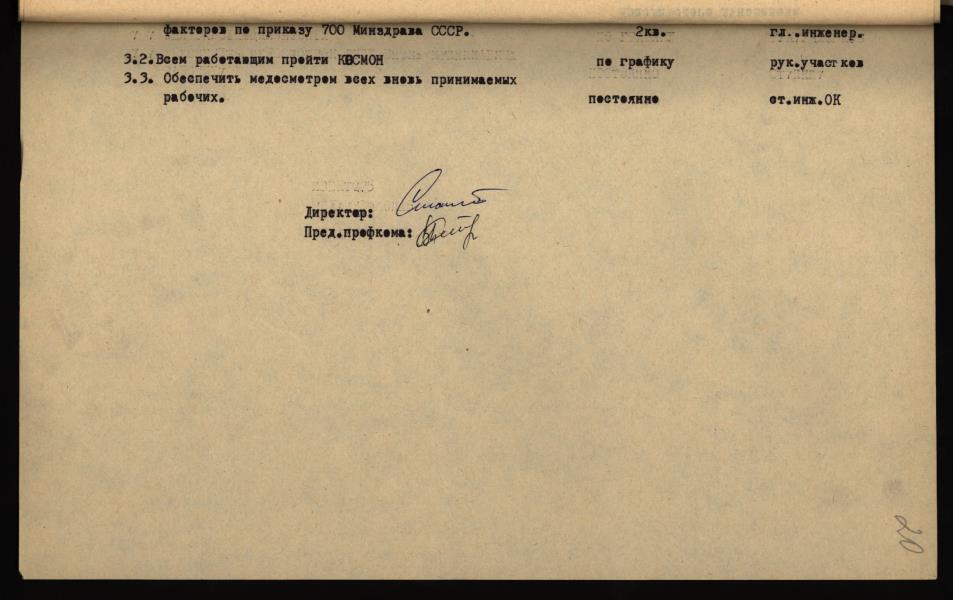 факторов по приказу 700 Минздрава СССР. 2кв. гл..инженер.
3.2.Всем работающим пройти КОСМОН по графику рук.участков
3.3. Обеспечить медосмотром всех вновь принимаемых
рабочих. постоянно ст.инж.ОК
Директор:
Пред.профкома:
20